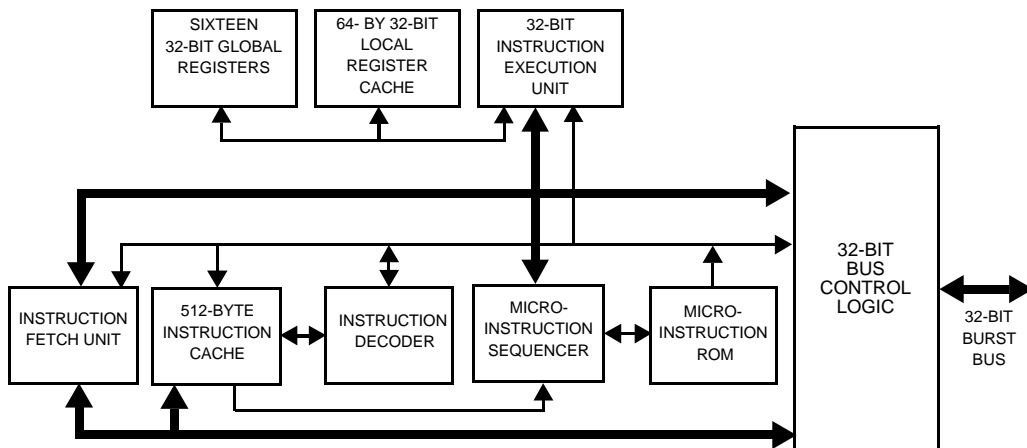 SIXTEEN
32-BIT GLOBAL
REGISTERS
64- BY 32-BIT
LOCAL
REGISTER
CACHE
32-BIT
INSTRUCTION
EXECUTION
UNIT
INSTRUCTION
FETCH UNIT
512-BYTE
INSTRUCTION
CACHE
INSTRUCTION
DECODER
MICRO-
INSTRUCTION
SEQUENCER
MICRO-
INSTRUCTION
ROM
32-BIT
BUS
CONTROL
LOGIC
32-BIT
BURST
BUS